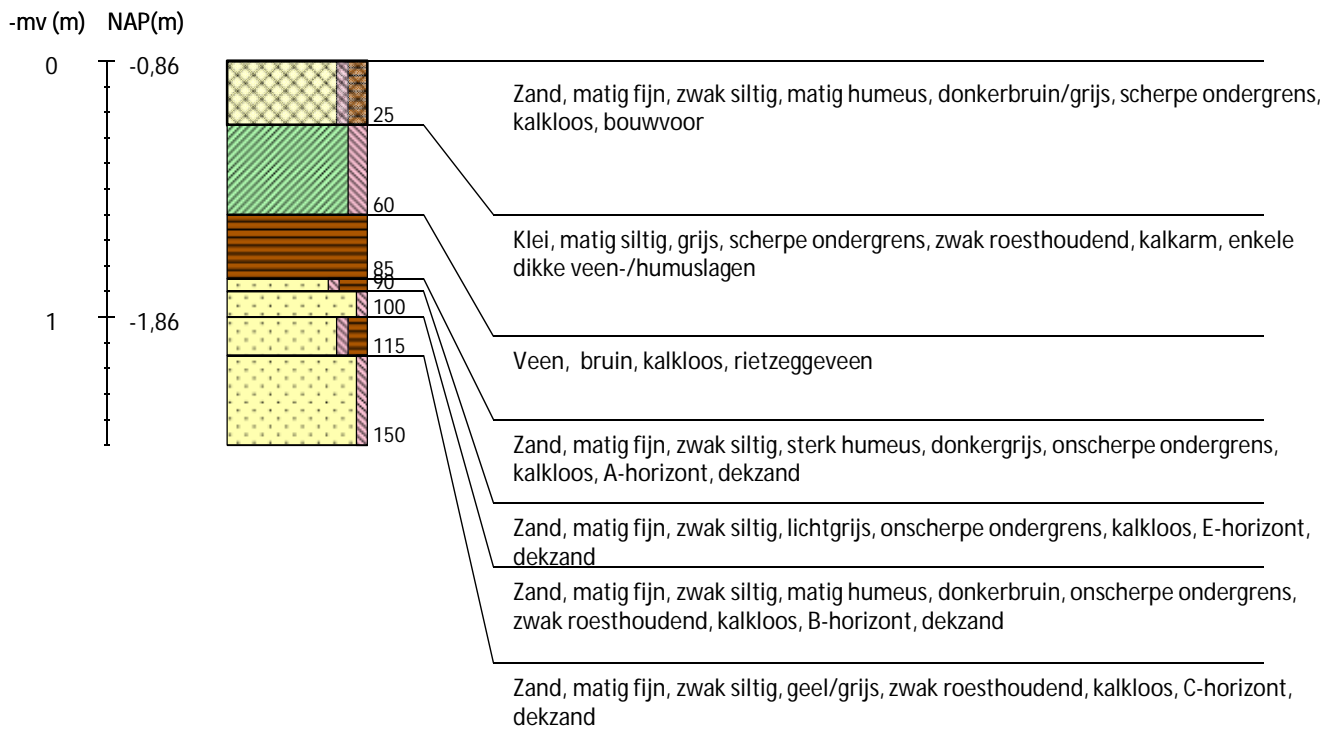 -mv (m) NAP(m)
0 -0,86
Zand, matig fijn, zwak siltig, matig humeus, donkerbruin/grijs, scherpe ondergrens,
kalkloos, bouwvoor
25
60
Klei, matig siltig, grijs, scherpe ondergrens, zwak roesthoudend, kalkarm, enkele
dikke veen-/humuslagen
85
90
100
1 -1,86
115
Veen, bruin, kalkloos, rietzeggeveen
150
Zand, matig fijn, zwak siltig, sterk humeus, donkergrijs, onscherpe ondergrens,
kalkloos, A-horizont, dekzand
Zand, matig fijn, zwak siltig, lichtgrijs, onscherpe ondergrens, kalkloos, E-horizont,
dekzand
Zand, matig fijn, zwak siltig, matig humeus, donkerbruin, onscherpe ondergrens,
zwak roesthoudend, kalkloos, B-horizont, dekzand
Zand, matig fijn, zwak siltig, geel/grijs, zwak roesthoudend, kalkloos, C-horizont,
dekzand